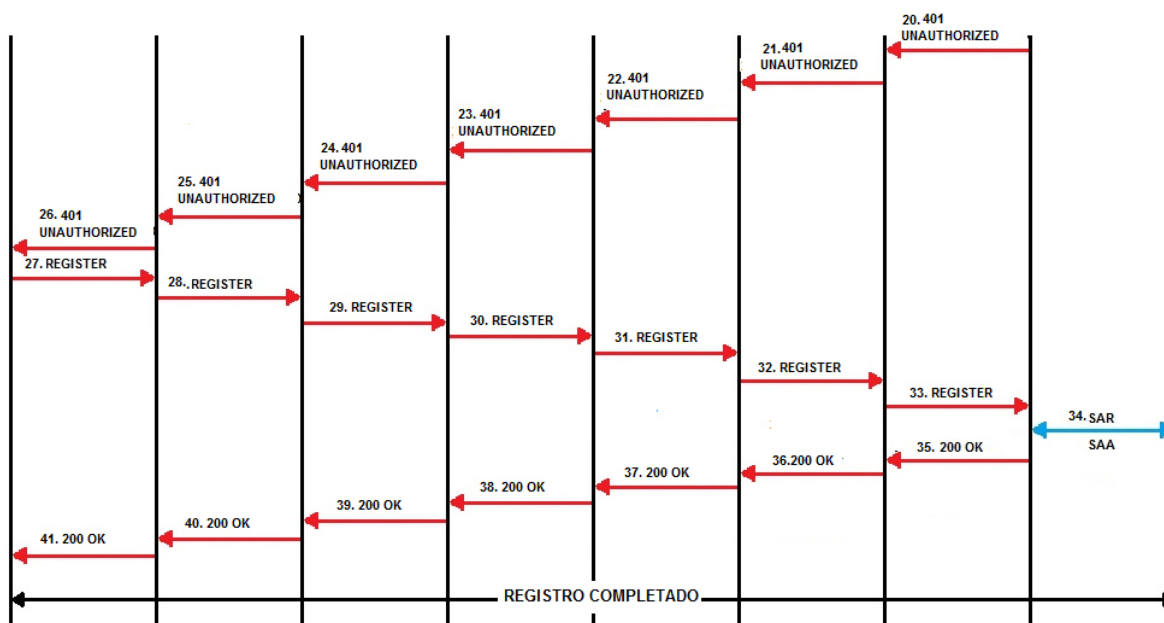 20. 401
UNAUTHORIZED
21. 401
UNAUTHORIZED
22. 401
UNAUTHORIZED
23. 401
UNAUTHORIZED
24. 401
UNAUTHORIZED
25. 401
UNAUTHORIZED
26. 401
UNAUTHORIZED
27. REGISTER
28.. REGISTER
29. REGISTER
30. REGISTER
31. REGISTER
32. REGISTER
33. REGISTER
34. SAR
SAA
35. 200 OK
36.200 OK
37. 200 OK
38. 200 OK
39. 200 OK
40. 200 OK
41. 200 OK
REGISTRO COMPLETADO